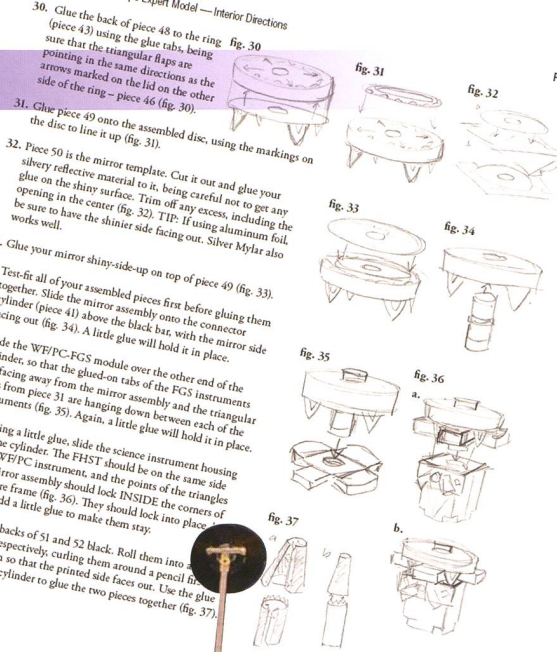 Expert Model — Interior Directions
30. Glue the back of piece 48 to the ring
(piece 43) using the glue tabs, being
sure that the triangular flaps are
pointing in the same directions as the
arrows marked on the lid on the other
side of the ring – piece 46 (fig. 30).
31. Glue piece 49 onto the assembled disc, using the markings on
the disc to line it up (fig. 31).
32. Piece 50 is the mirror template. Cut it out and glue your
silvery reflective material to it, being careful not to get any
glue on the shiny surface. Trim off any excess, including the
opening in the center (fig. 32). TIP: If using aluminum foil,
be sure to have the shinier side facing out. Silver Mylar also
works well.
. Glue your mirror shiny-side-up on top of piece 49 (fig. 33).
Test-fit all of your assembled pieces first before gluing them
together. Slide the mirror assembly onto the connector
cylinder (piece 41) above the black bar, with the mirror side
out (fig. 34). A little glue will hold it in place.
the WF/PC-FGS module over the other end of the
so that the glued-on tabs of the FGS instruments
facing away from the mirror assembly and the triangular
from piece 31 are hanging down between each of the
(fig. 35). Again, a little glue will hold it in place.
a little glue, slide the science instrument housing
cylinder. The FHST should be on the same side
WF/PC instrument, and the points of the triangles
assembly should lock INSIDE the corners of
frame (fig. 36). They should lock into place.
a little glue to make them stay.
backs of 51 and 52 black. Roll them into
curling them around a pencil
so that the printed side faces out. Use the glue
cylinder to glue the two pieces together (fig. 37).
fig. 30
fig. 31
fig. 32
fig. 33
fig. 34
fig. 35
fig. 36
a.
b.
fig. 37
a
b